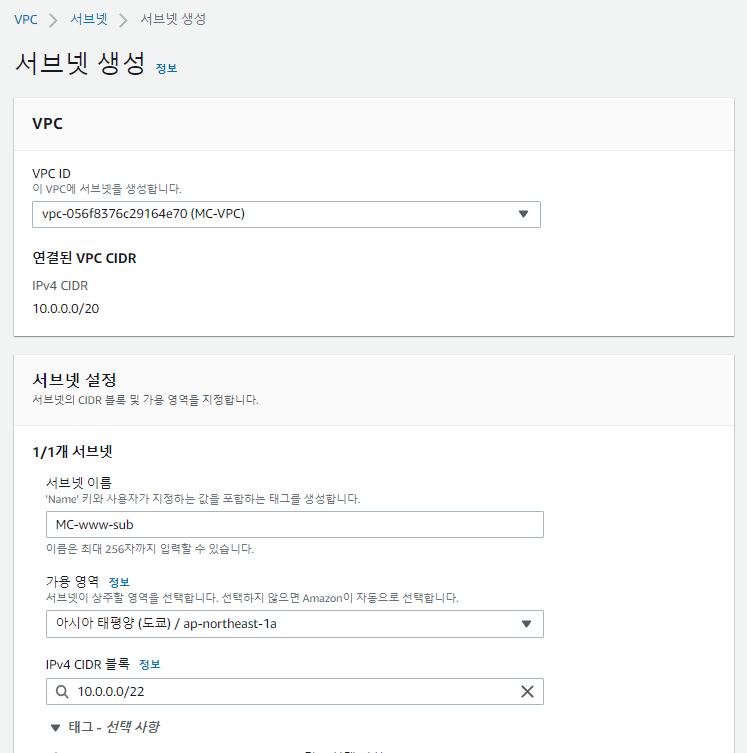 VPC > 서브넷 > 서브넷 생성
서브넷 생성 정보
VPC
VPC ID
이 VPC에 서브넷을 생성합니다.
vpc-056f8376c29164e70 (MC-VPC)
연결된 VPC CIDR
IPv4 CIDR
10.0.0.0/20
서브넷 설정
서브넷의 CIDR 블록 및 가용 영역을 지정합니다.
1/1개 서브넷
서브넷 이름
'Name' 키와 사용자가 지정하는 값을 포함하는 태그를 생성합니다.
MC-www-sub
이름은 최대 256자까지 입력할 수 있습니다.
가용 영역 정보
서브넷이 상주할 영역을 선택합니다. 선택하지 않으면 Amazon이 자동으로 선택합니다.
아시아 태평양 (도쿄) / ap-northeast-1a
IPv4 CIDR 블록 정보
10.0.0.0/22
태그 - 선택 사항